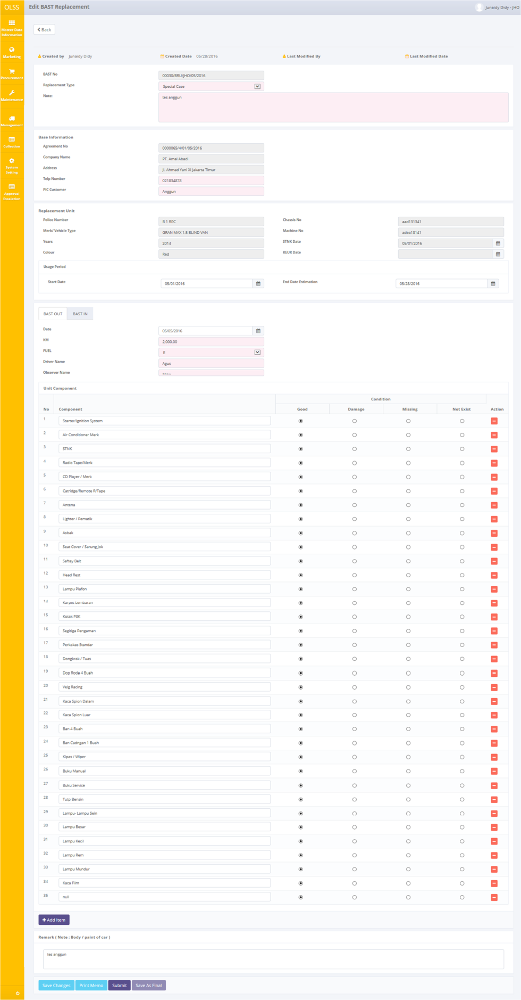 OLSS
Edit BAST Replacement
Junaidy Didy - JHO
Master Data Information
Marketing
Procurement
Maintenance
Management
Collection
System Setting
Approval Escalation
Back
Created by Junaidy Didy
Created Date 05/28/2016
Last Modified By
Last Modified Date
BAST No 00030/BRU/JHO/05/2016
Replacement Type Special Case
Note: tes anggun
Base Information
Agreement No 0000065/4/01/05/2016
Company Name PT. Amal Abadi
Address Jl. Ahmad Yani XI Jakarta Timur
Telp Number 021834878
PIC Customer Anggun
Replacement Unit
Police Number B 1 RPC Chassis No aad131341
Merk/ Vehicle Type GRAN MAX 1.5 BLIND VAN Machine No adea13141
Years 2014 STNK Date 05/01/2016
Colour Red KEUR Date
Usage Period
Start Date 05/01/2016 End Date Estimation 05/28/2016
BAST OUT BAST IN
Date 05/05/2016
KM 2,000.00
FUEL E
Driver Name Agus
Observer Name
Unit Component
Condition
No Component Good Damage Missing Not Exist Action
1 Starter/Ignition System
2 Air Conditioner Merk
3 STNK
4 Radio Tape/Merk
5 CD Player / Merk
6 Catridge/Remote R/Tape
7 Antena
8 Lighter / Pematik
9 Asbak
10 Seat Cover / Sarung Jok
11 Saftey Belt
12 Head Rest
13 Lampu Plafon
14 Karpet Lembaran
15 Kotak P3K
16 Segitiga Pengaman
17 Perkakas Standar
18 Dongkrak / Tuas
19 Dop Roda 4 Buah
20 Velg Racing
21 Kaca Spion Dalam
22 Kaca Spion Luar
23 Ban 4 Buah
24 Ban Cadngan 1 Buah
25 Kipas / Wiper
26 Buku Manual
27 Buku Service
28 Tutp Bensin
29 Lampu- Lampu Sein
30 Lampu Besar
31 Lampu Kecil
32 Lampu Rem
33 Lampu Mundur
34 Kaca Film
35 null
Add Item
Remark ( Note : Body / paint of car )
tes anggun
Save Changes Print Memo Submit Save As Final